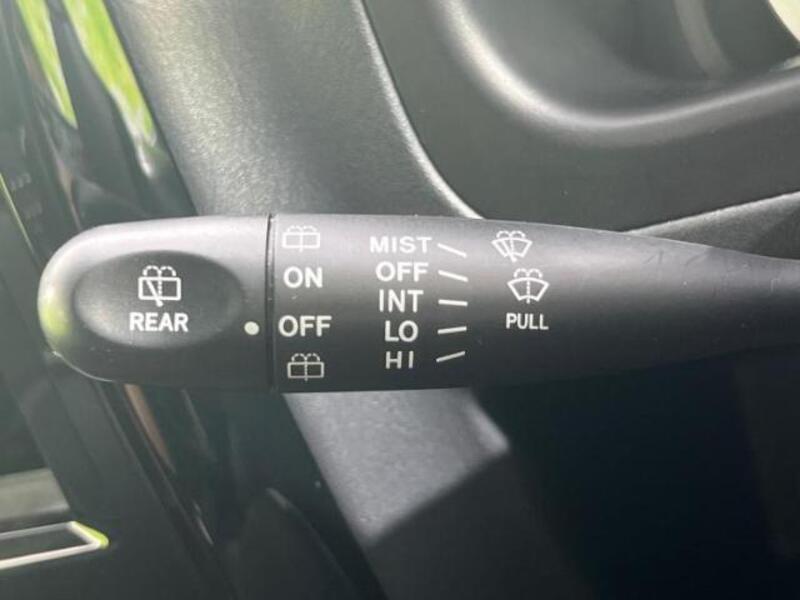 REAR
ON
OFF
MIST
OFF
INT
LO
HI
PULL